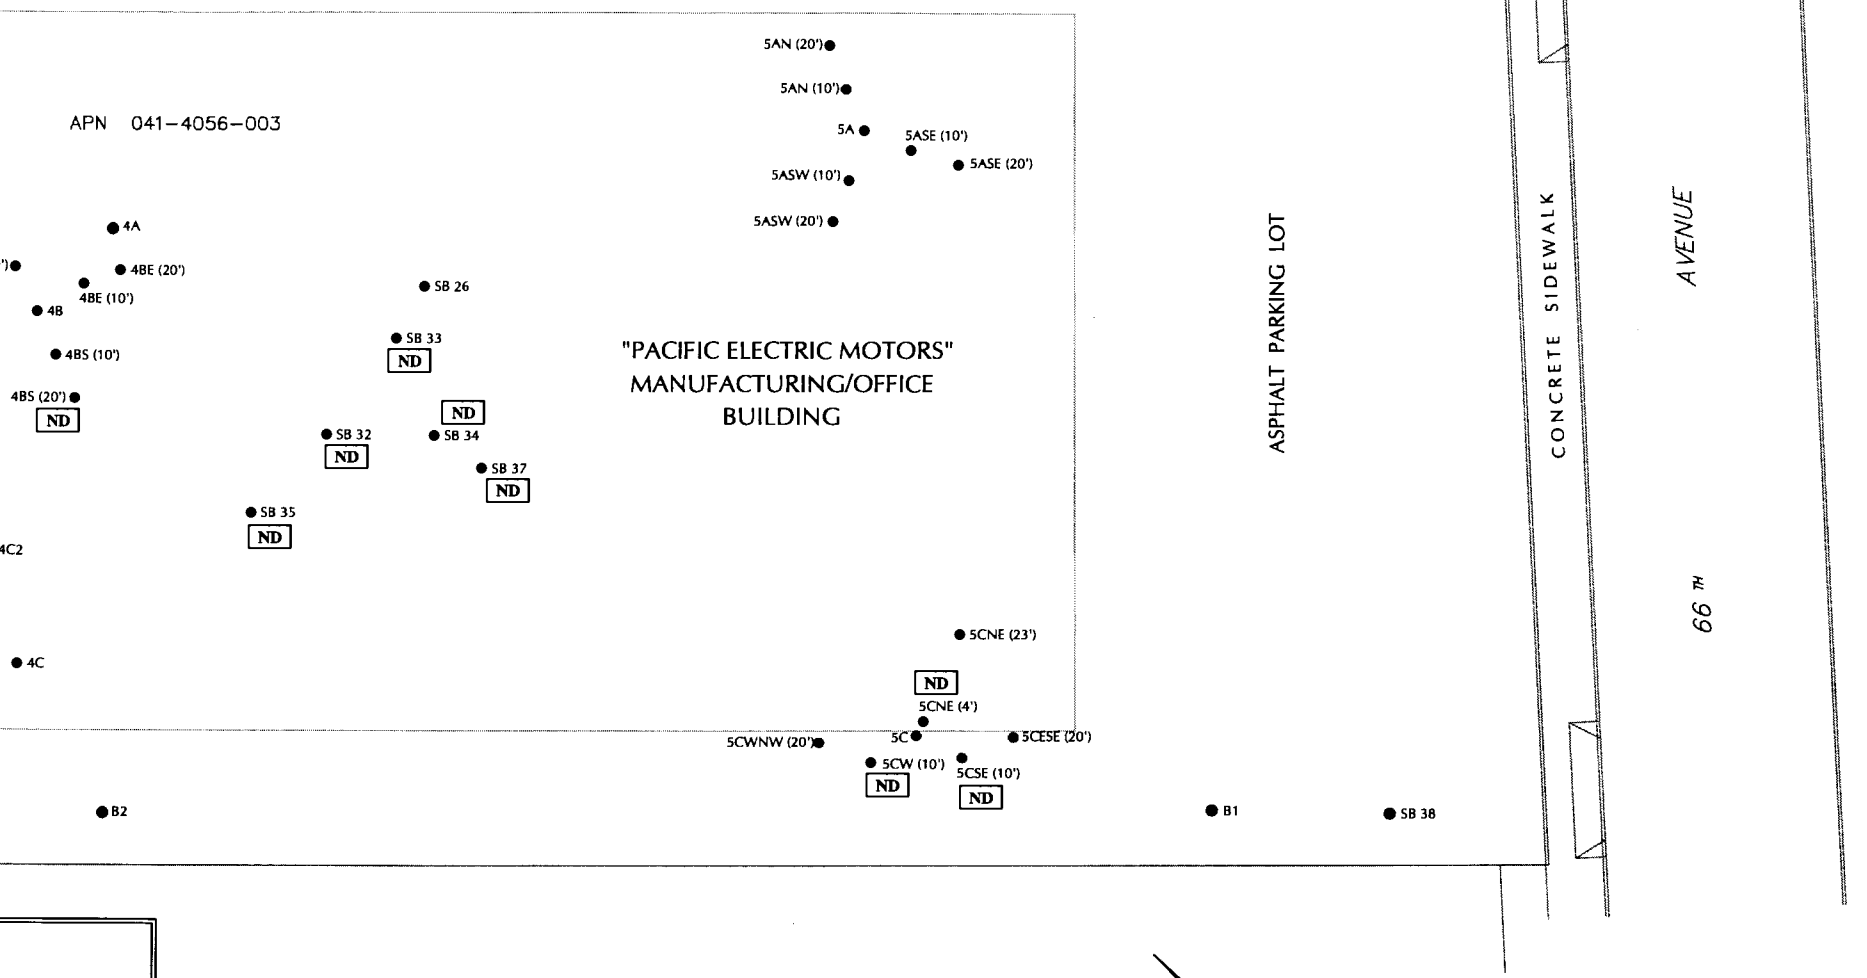 5AN (20')
5AN (10')
APN 041-4056-003
5A
5ASE (10')
5ASE (20')
5ASW (10')
5ASW (20')
4A
')
4BE (20')
4BE (10')
4B
SB 26
SB 33
ND
4BS (10')
4BS (20')
ND
ND
SB 32
ND
SB 34
SB 37
ND
SB 35
ND
"PACIFIC ELECTRIC MOTORS"
MANUFACTURING/OFFICE
BUILDING
ASPHALT PARKING LOT
CONCRETE SIDEWALK
66TH AVENUE
4C2
4C
5CNE (23')
ND
5CNE (4')
5CWNW (20')
5C
5CESE (20')
5CW (10')
ND
5CSE (10')
ND
B2
B1
SB 38